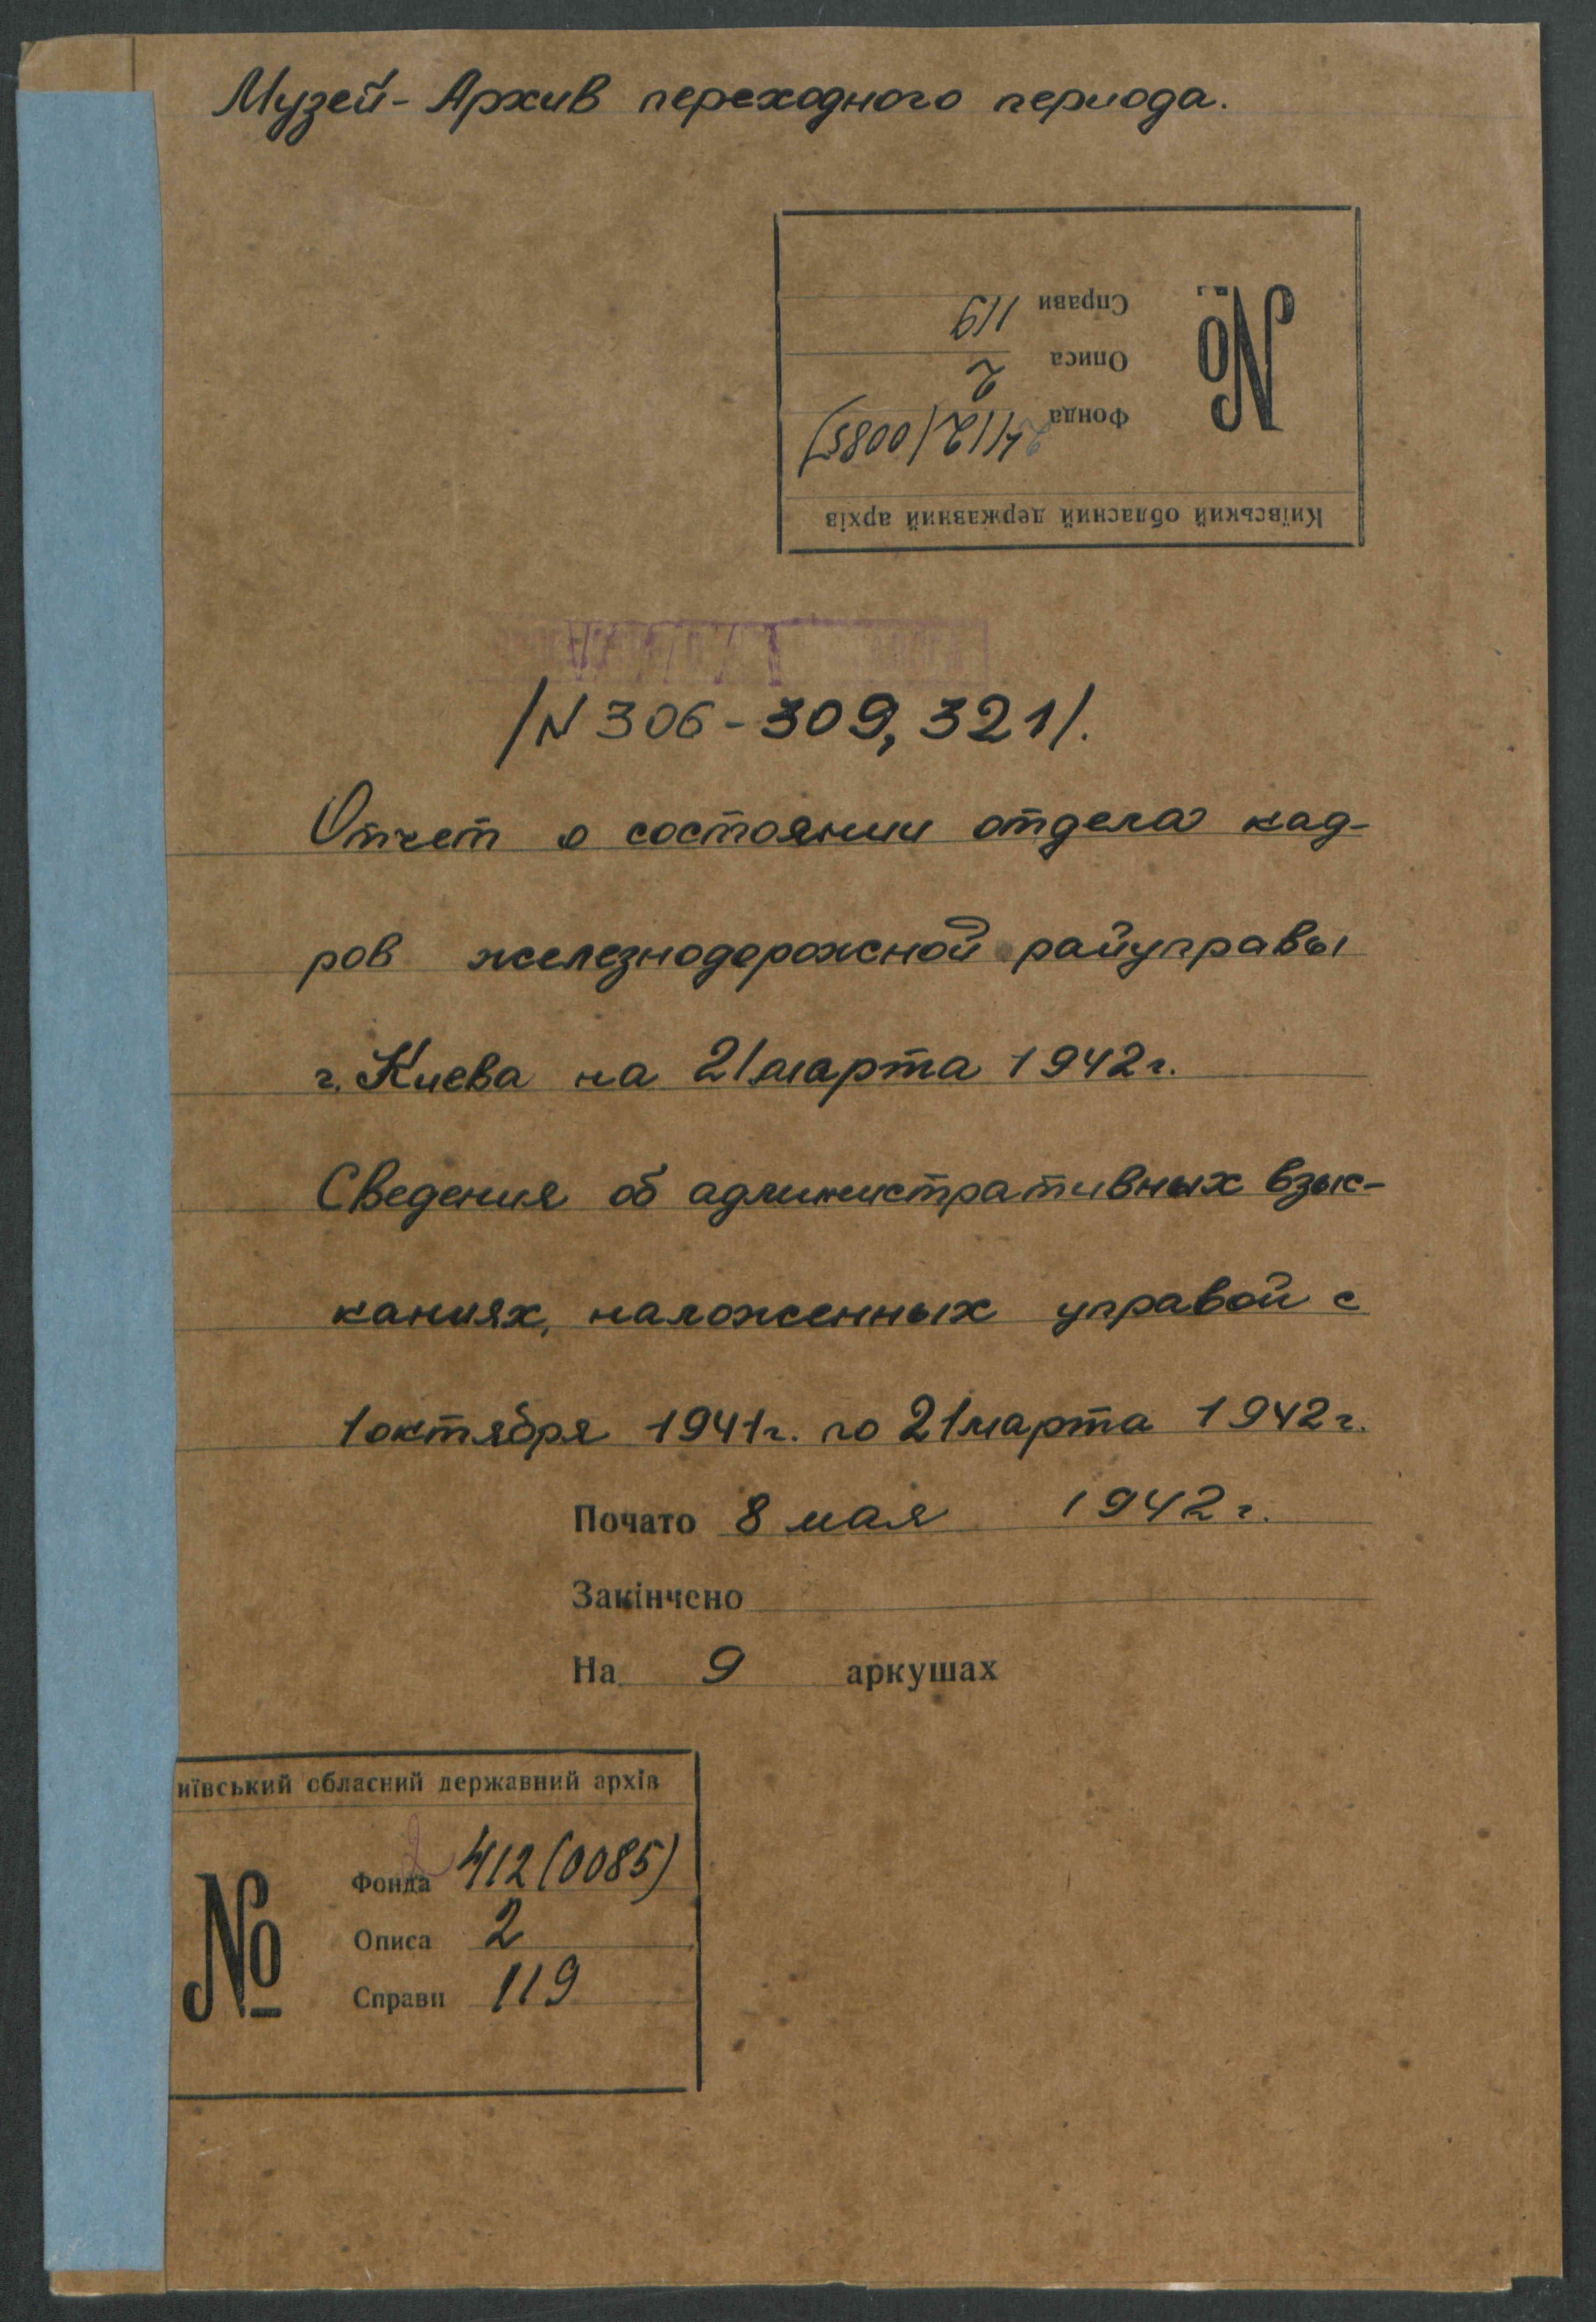 Музей-Архив переходного периода.
Київський обласний державний архів
№
Фонда 2412(0085)
Описа 2
Справи 119
/N 306-309, 321/.
Отчет о состоянии отдела кад-
ров железнодорожной райуправы
г. Киева на 21 марта 1942г.
Сведения об административных взыс-
каниях, наложенных управой с
1 октября 1941г. по 21 марта 1942г.
Почато 8 мая 1942г.
Закінчено
На 9 аркушах
иївський обласний державний архів
№
Фонда 2412(0085)
Описа 2
Справи 119